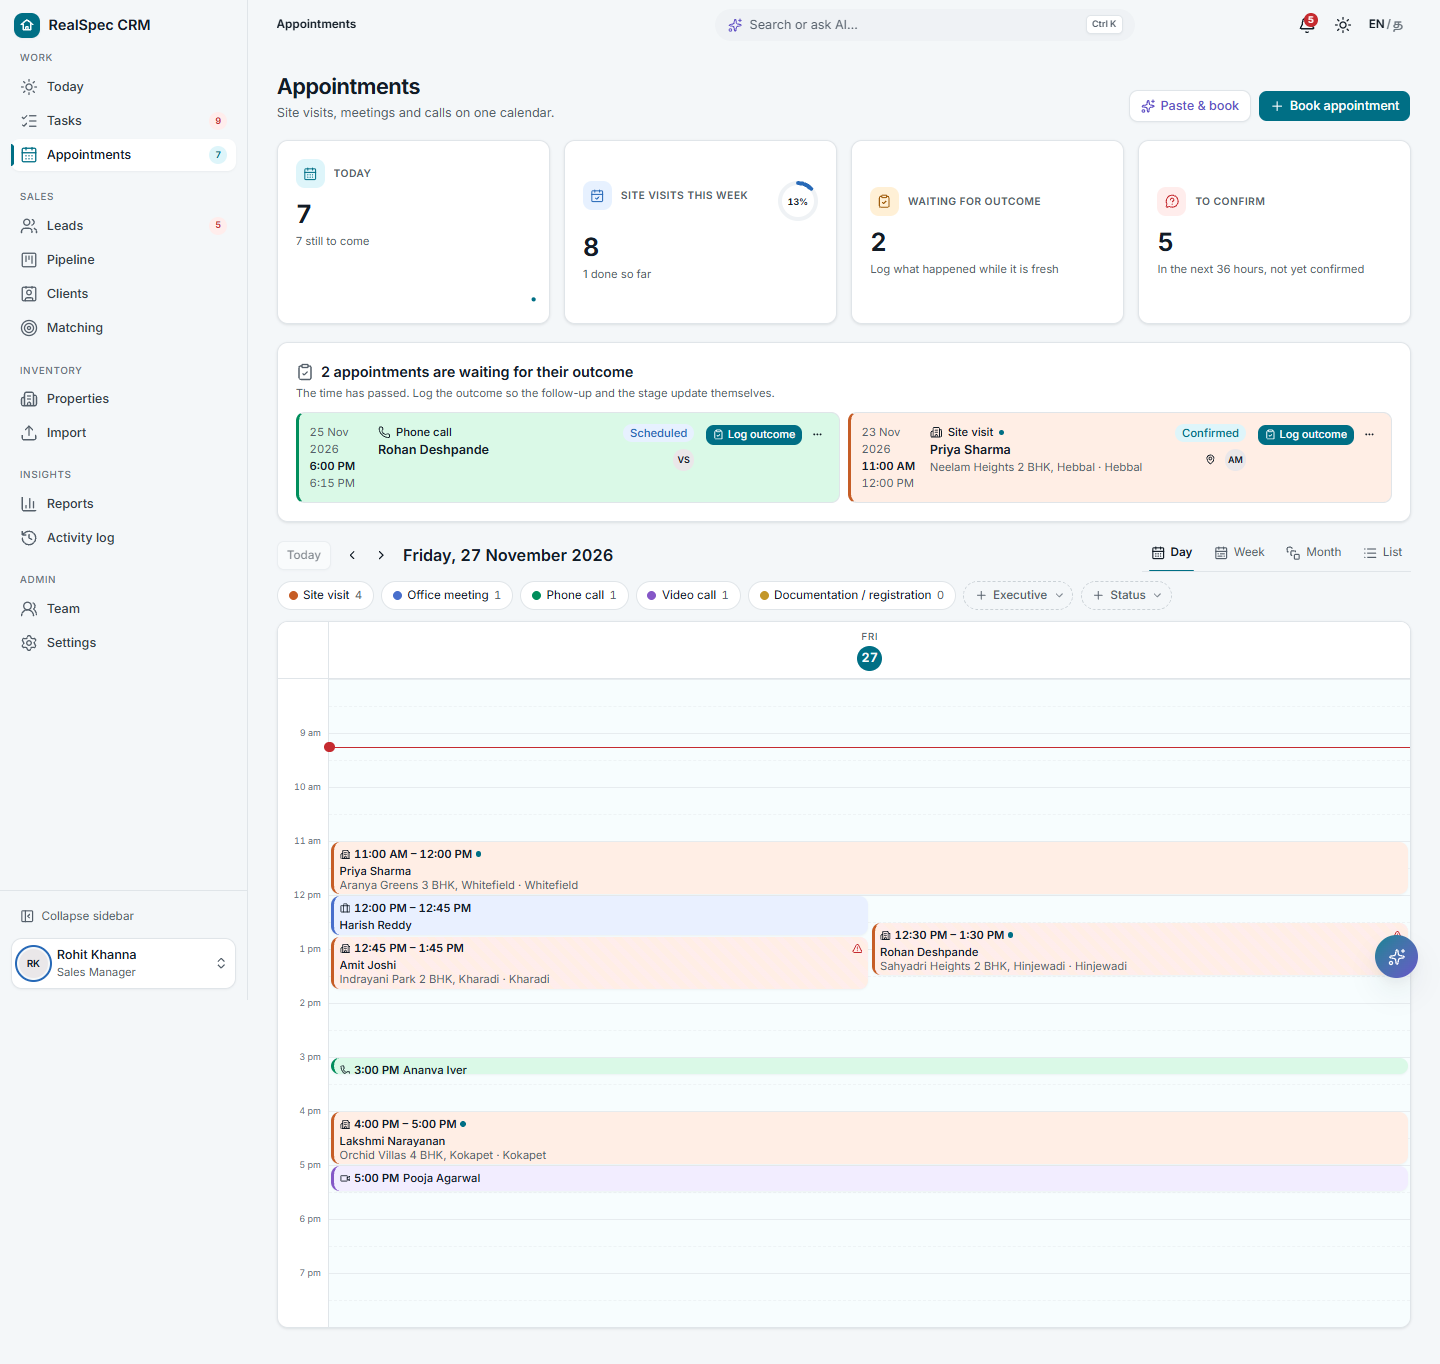 RealSpec CRM
WORK
Today
Tasks 9
Appointments 7
SALES
Leads 5
Pipeline
Clients
Matching
INVENTORY
Properties
Import
INSIGHTS
Reports
Activity log
ADMIN
Team
Settings
Collapse sidebar
RK
Rohit Khanna
Sales Manager
Appointments
Search or ask AI... Ctrl K
5
EN / த
Appointments
Site visits, meetings and calls on one calendar.
Paste & book
Book appointment
TODAY
7
7 still to come
SITE VISITS THIS WEEK
13%
8
1 done so far
WAITING FOR OUTCOME
2
Log what happened while it is fresh
TO CONFIRM
5
In the next 36 hours, not yet confirmed
2 appointments are waiting for their outcome
The time has passed. Log the outcome so the follow-up and the stage update themselves.
25 Nov
2026
6:00 PM
6:15 PM
Phone call
Rohan Deshpande
Scheduled
VS
Log outcome
23 Nov
2026
11:00 AM
12:00 PM
Site visit
Priya Sharma
Neelam Heights 2 BHK, Hebbal · Hebbal
Confirmed
AM
Log outcome
Today
Friday, 27 November 2026
Day
Week
Month
List
Site visit 4
Office meeting 1
Phone call 1
Video call 1
Documentation / registration 0
Executive
Status
FRI
27
9 am
10 am
11 am
11:00 AM – 12:00 PM
Priya Sharma
Aranya Greens 3 BHK, Whitefield · Whitefield
12 pm
12:00 PM – 12:45 PM
Harish Reddy
12:30 PM – 1:30 PM
Rohan Deshpande
Sahyadri Heights 2 BHK, Hinjewadi · Hinjewadi
1 pm
12:45 PM – 1:45 PM
Amit Joshi
Indrayani Park 2 BHK, Kharadi · Kharadi
2 pm
3 pm
3:00 PM Ananya Iyer
4 pm
4:00 PM – 5:00 PM
Lakshmi Narayanan
Orchid Villas 4 BHK, Kokapet · Kokapet
5 pm
5:00 PM Pooja Agarwal
6 pm
7 pm